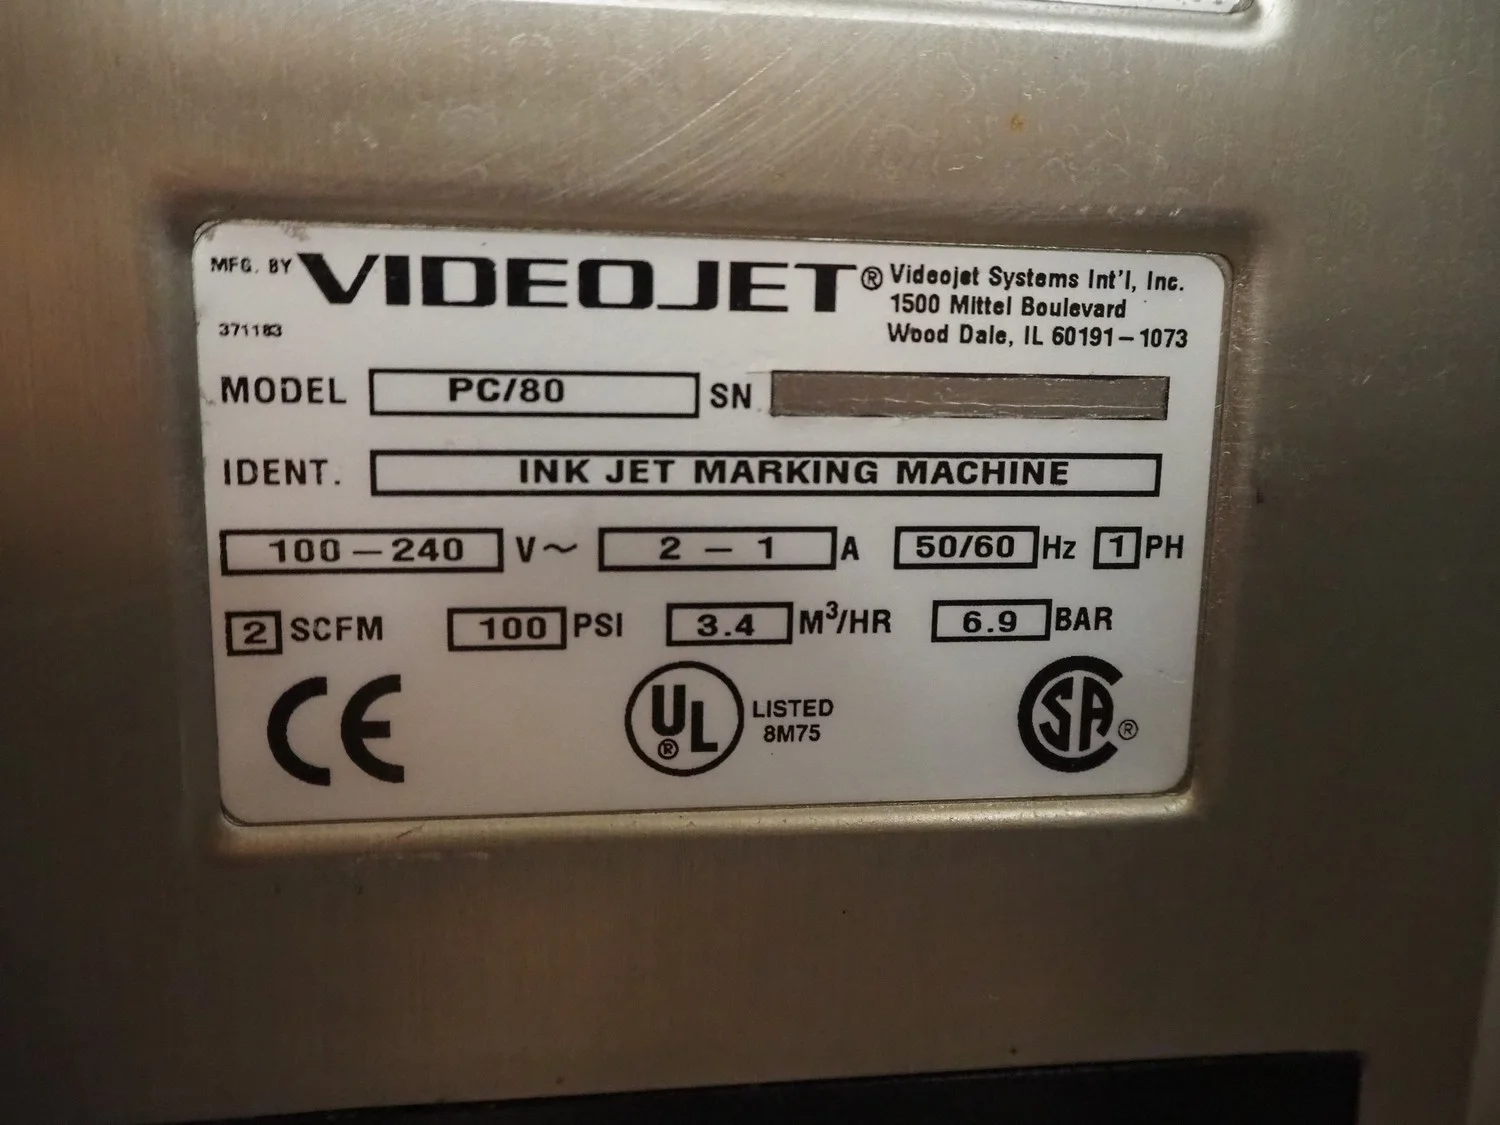 MFG. BY VIDEOJET® Videojet Systems Int'l, Inc.
1500 Mittel Boulevard
371183 Wood Dale, IL 60191-1073
MODEL PC/80 SN
IDENT. INK JET MARKING MACHINE
100-240 V~ 2 - 1 A 50/60 Hz 1 PH
2 SCFM 100 PSI 3.4 M³/HR 6.9 BAR
CE UL® LISTED SA®
8M75